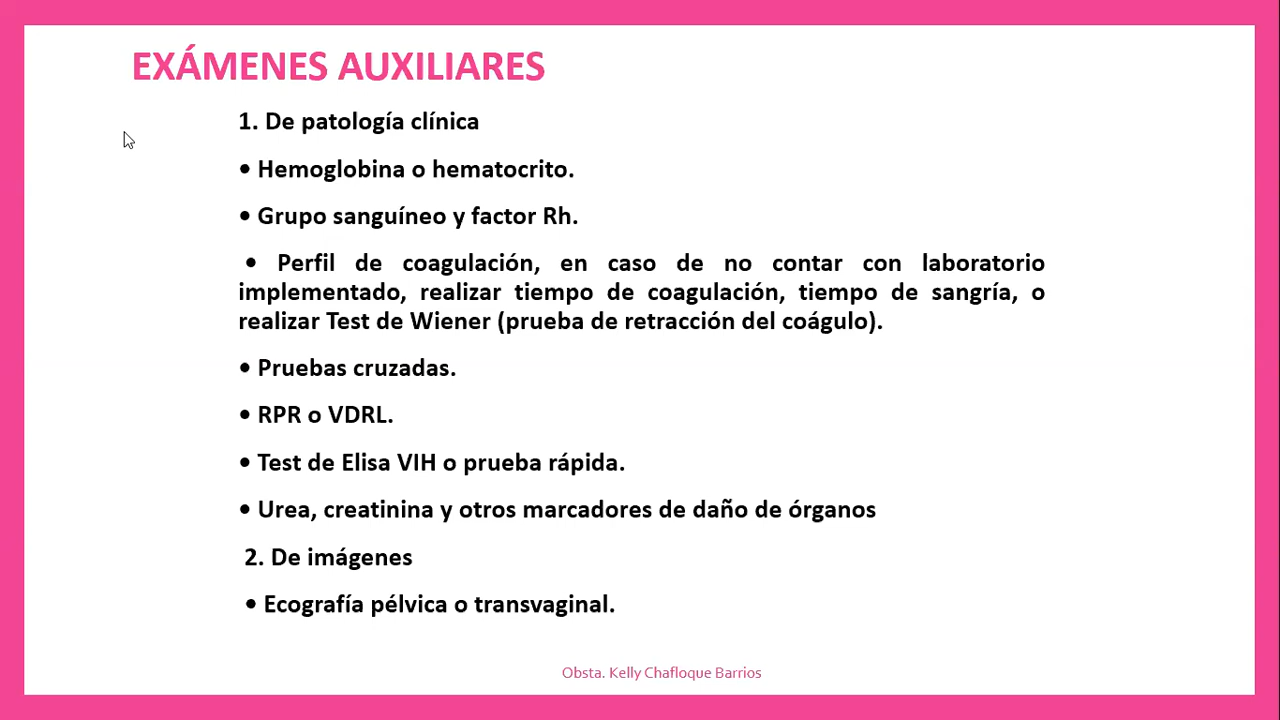 EXÁMENES AUXILIARES
1. De patología clínica
• Hemoglobina o hematocrito.
• Grupo sanguíneo y factor Rh.
• Perfil de coagulación, en caso de no contar con laboratorio
implementado, realizar tiempo de coagulación, tiempo de sangría, o
realizar Test de Wiener (prueba de retracción del coágulo).
• Pruebas cruzadas.
• RPR o VDRL.
• Test de Elisa VIH o prueba rápida.
• Urea, creatinina y otros marcadores de daño de órganos
2. De imágenes
• Ecografía pélvica o transvaginal.
Obsta. Kelly Chafloque Barrios